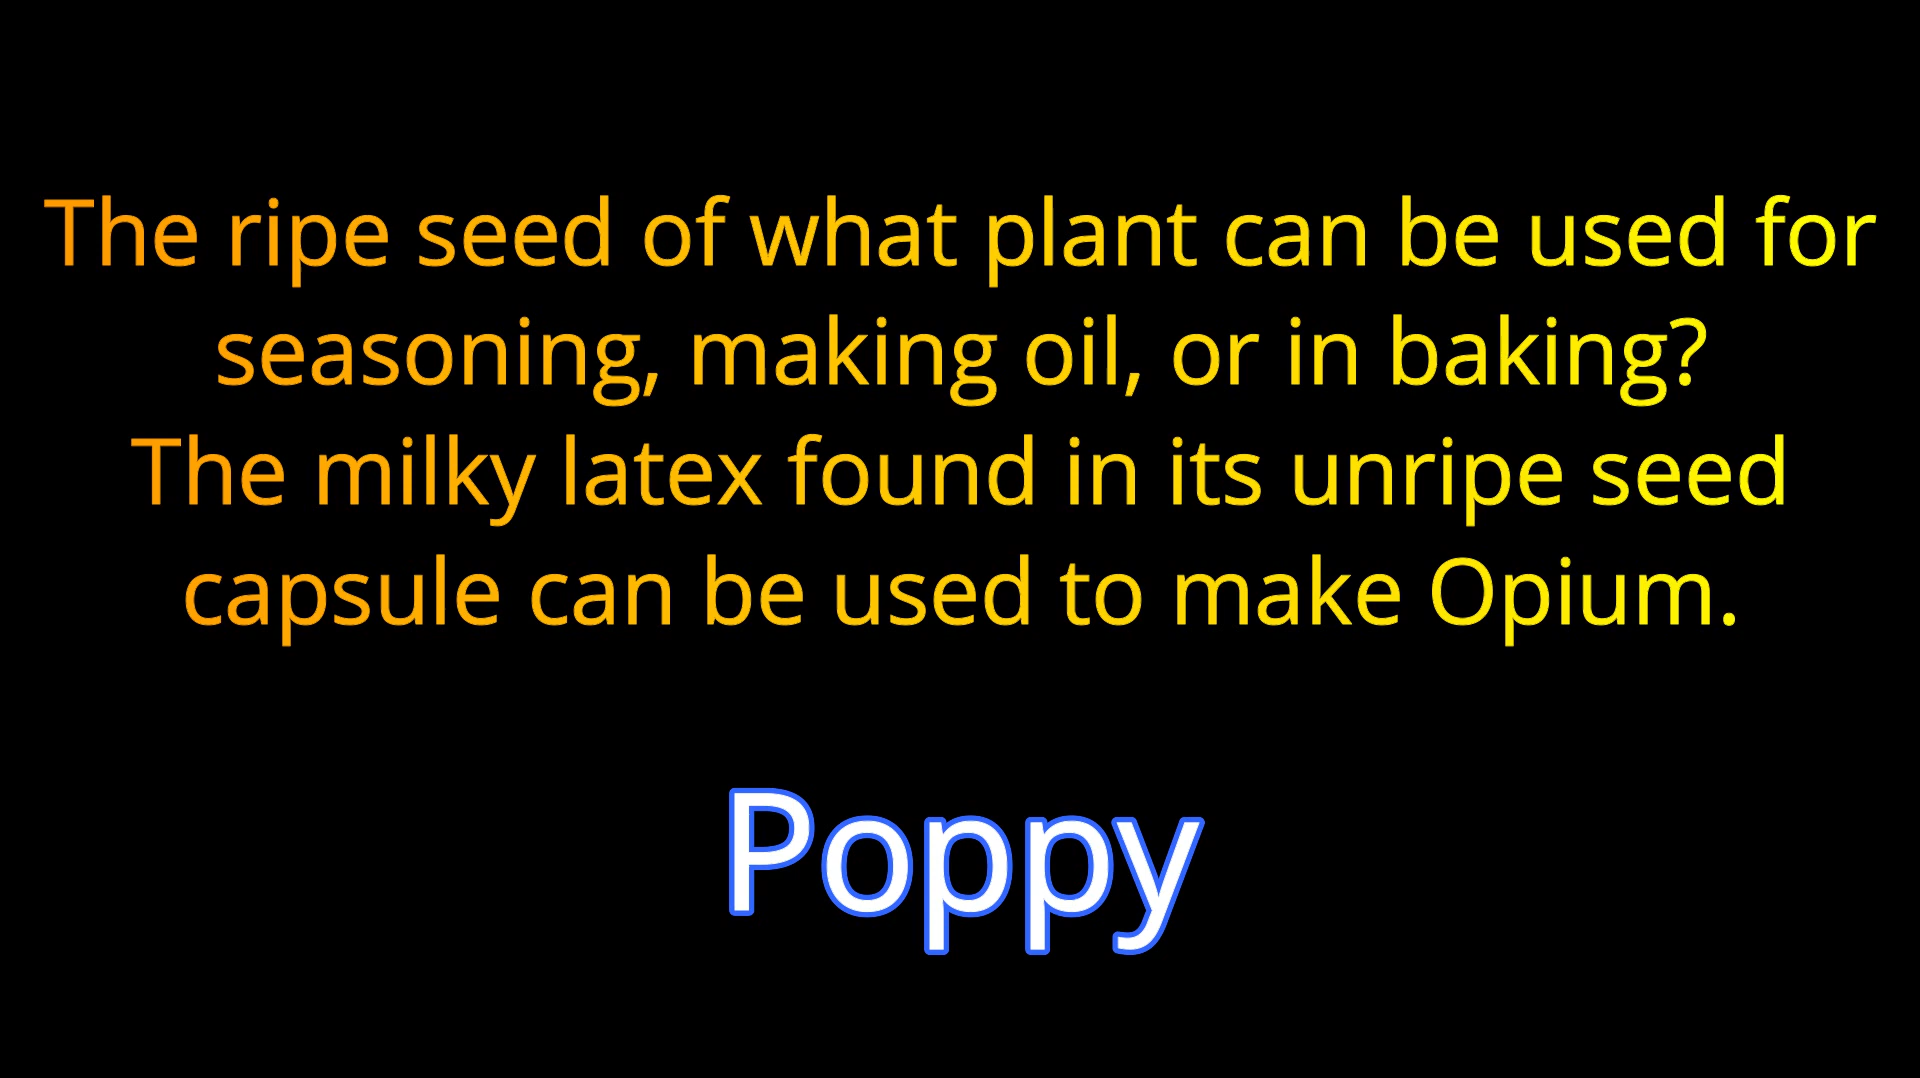 The ripe seed of what plant can be used for
seasoning, making oil, or in baking?
The milky latex found in its unripe seed
capsule can be used to make Opium.
Poppy